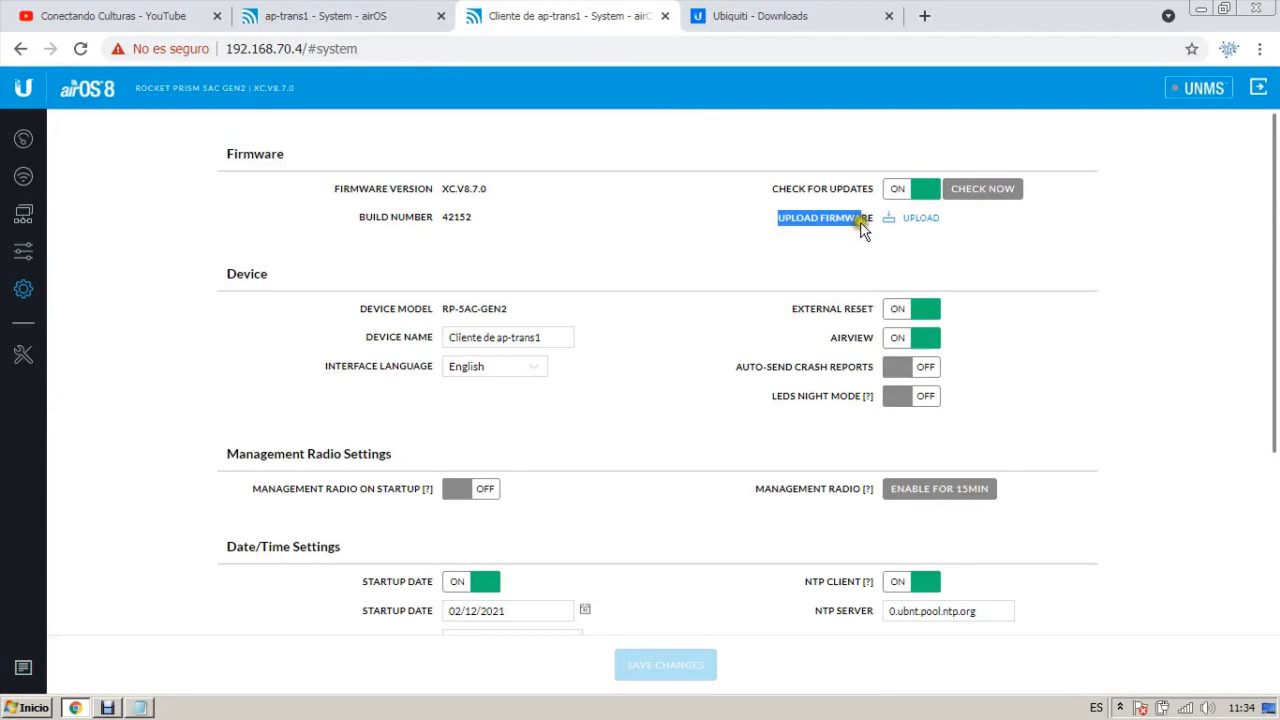 Conectando Culturas - YouTube
ap-trans1 - System - airOS
Cliente de ap-trans1 - System - airO
Ubiquiti - Downloads
No es seguro
192.168.70.4/#system
airOS 8
ROCKET PRISM 5AC GEN2 | XC.V8.7.0
UNMS
Firmware
FIRMWARE VERSION XC.V8.7.0
CHECK FOR UPDATES ON CHECK NOW
BUILD NUMBER 42152
UPLOAD FIRMWARE UPLOAD
Device
DEVICE MODEL RP-5AC-GEN2
EXTERNAL RESET ON
DEVICE NAME Cliente de ap-trans1
AIRVIEW ON
INTERFACE LANGUAGE English
AUTO-SEND CRASH REPORTS OFF
LEDS NIGHT MODE [?] OFF
Management Radio Settings
MANAGEMENT RADIO ON STARTUP [?] OFF
MANAGEMENT RADIO [?] ENABLE FOR 15MIN
Date/Time Settings
STARTUP DATE ON
NTP CLIENT [?] ON
STARTUP DATE 02/12/2021
NTP SERVER 0.ubnt.pool.ntp.org
SAVE CHANGES
Inicio
ES
11:34